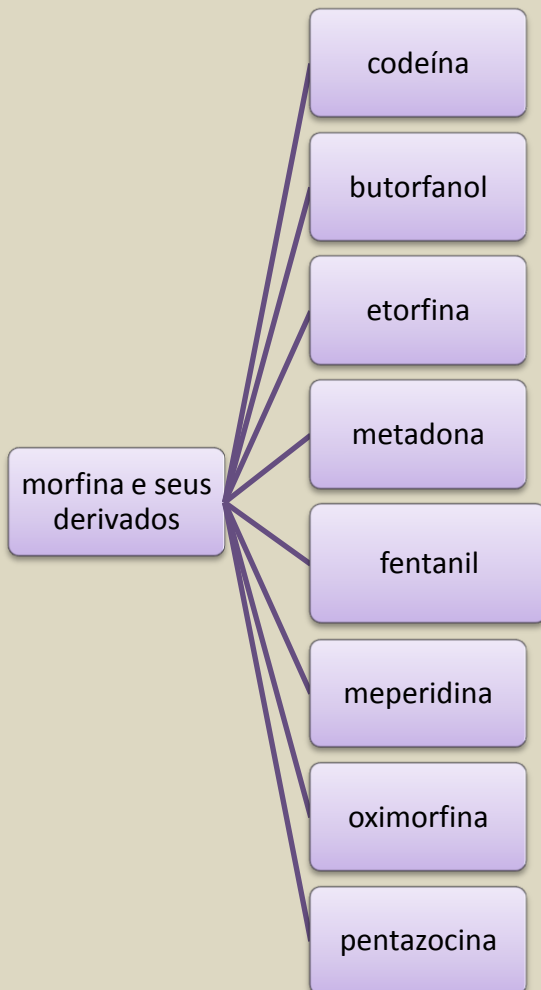 codeína
butorfanol
etorfina
metadona
morfina e seus
derivados
fentanil
meperidina
oximorfina
pentazocina